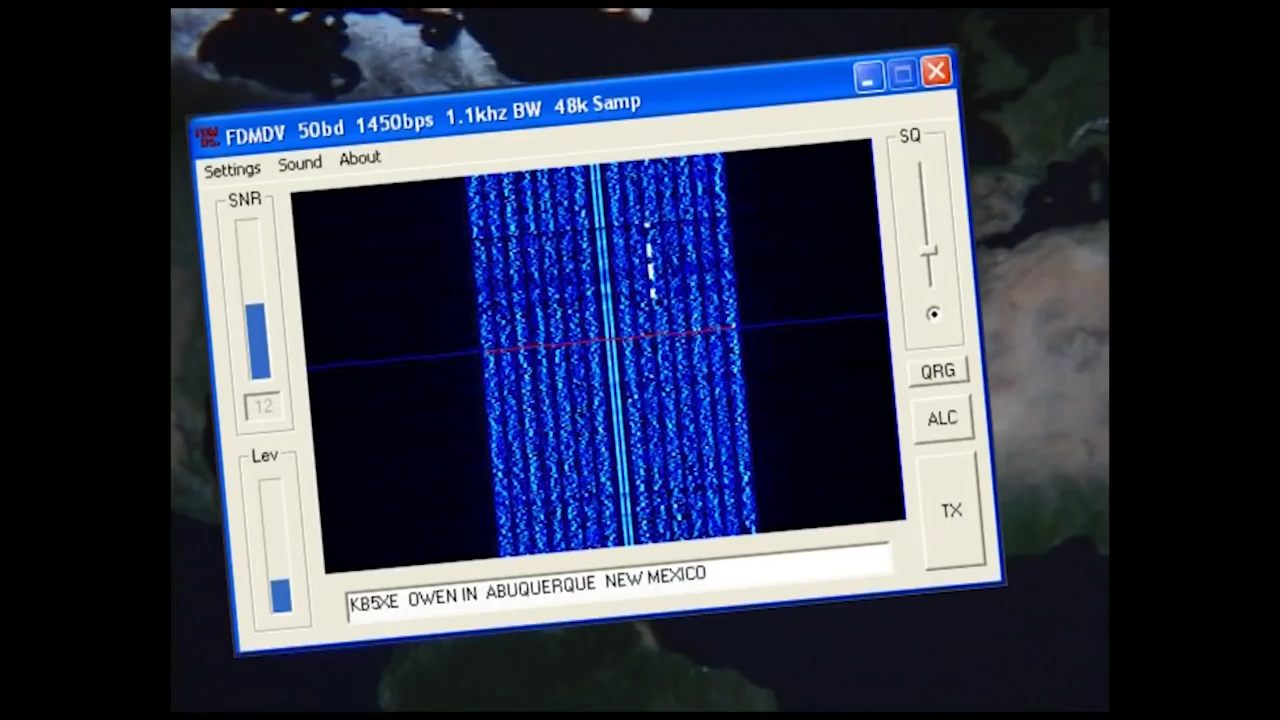 FDMDV 50bd 1450bps 1.1khz BW 48k Samp
Settings Sound About
SNR
12
Lev
SQ
QRG
ALC
TX
KB5XE OWEN IN ABUQUERQUE NEW MEXICO